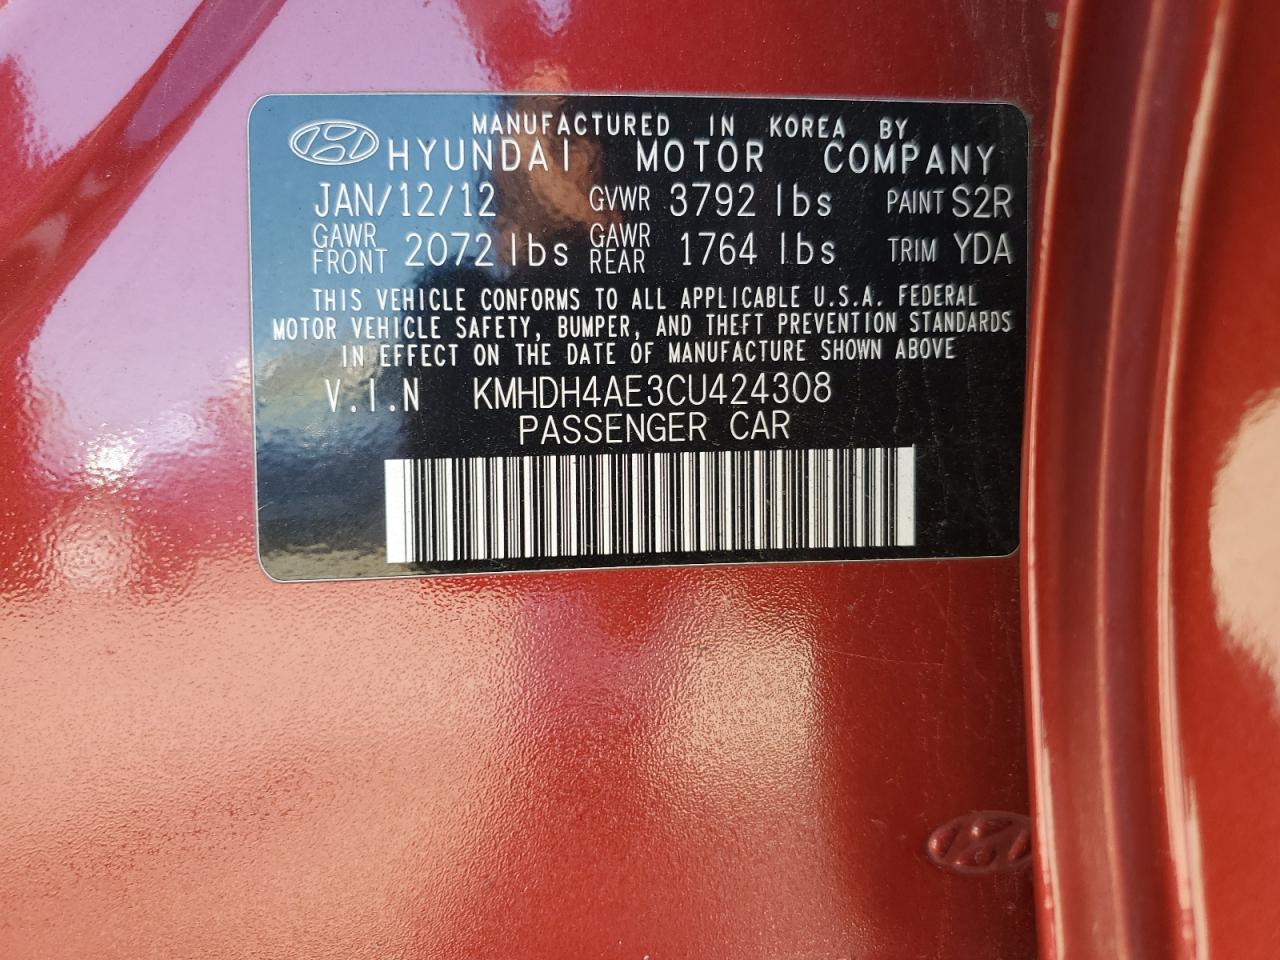 MANUFACTURED IN KOREA BY
HYUNDAI MOTOR COMPANY
JAN/12/12 GVWR 3792 lbs PAINT S2R
GAWR FRONT 2072 lbs GAWR REAR 1764 lbs TRIM YDA
THIS VEHICLE CONFORMS TO ALL APPLICABLE U.S.A. FEDERAL
MOTOR VEHICLE SAFETY, BUMPER, AND THEFT PREVENTION STANDARDS
IN EFFECT ON THE DATE OF MANUFACTURE SHOWN ABOVE
V.I.N KMHDH4AE3CU424308
PASSENGER CAR